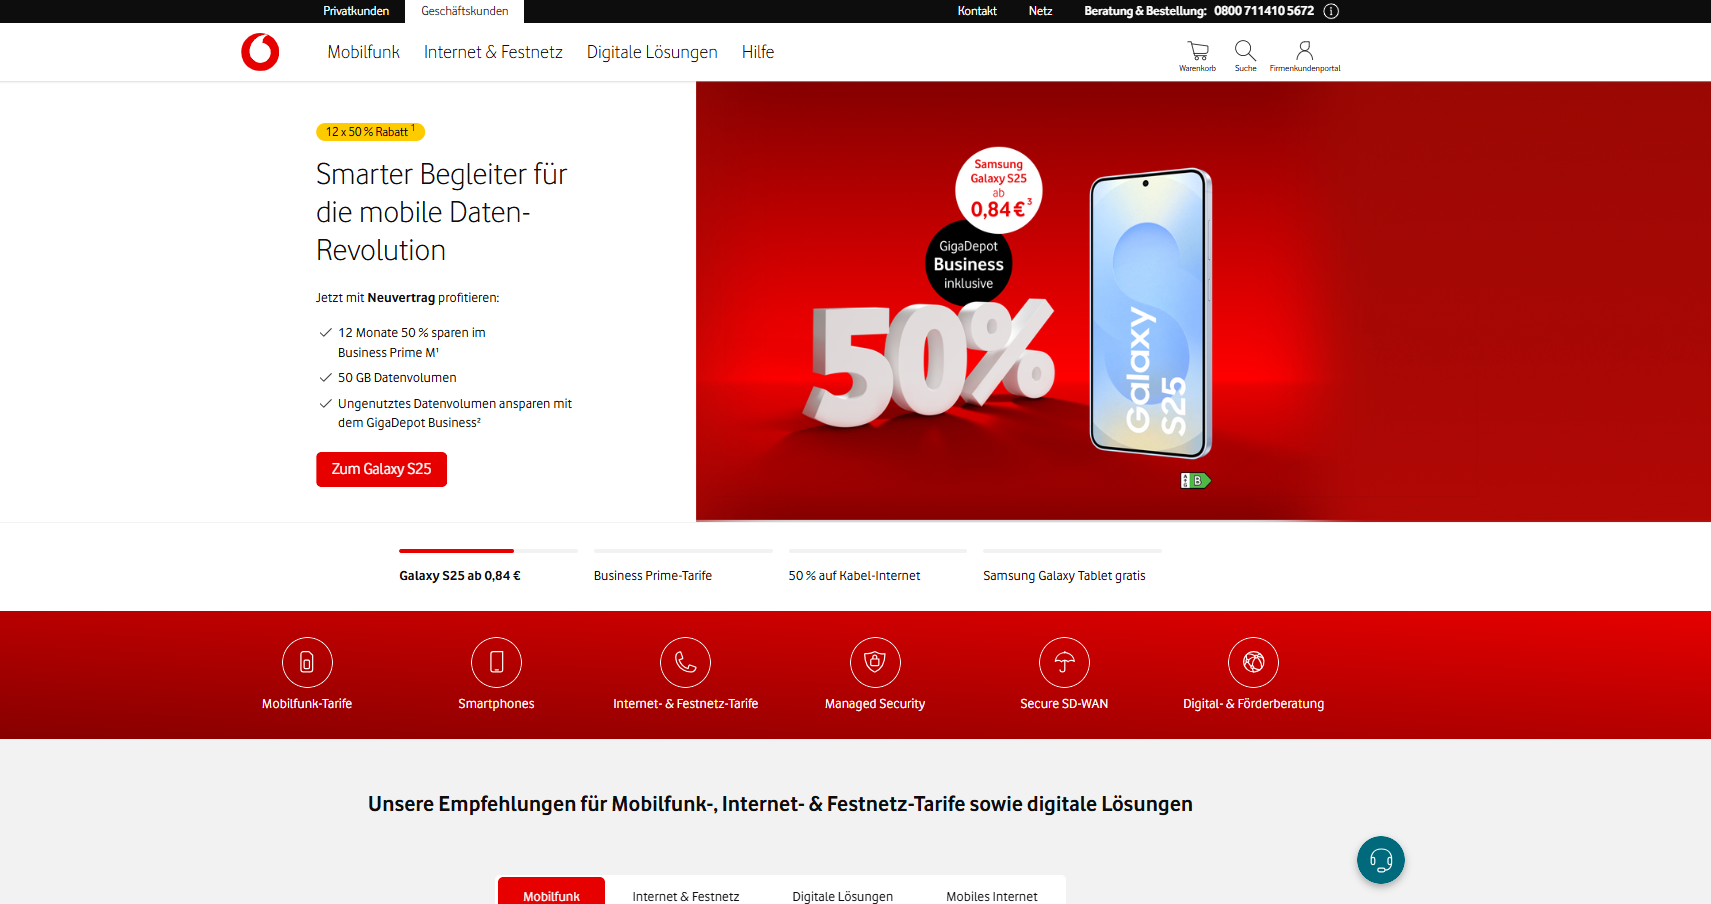 Privatkunden
Geschäftskunden
Kontakt
Netz
Beratung & Bestellung: 0800 711410 5672
Mobilfunk
Internet & Festnetz
Digitale Lösungen
Hilfe
Warenkorb
Suche
Firmenkundenportal
12 x 50 % Rabatt 1
Smarter Begleiter für
die mobile Daten-
Revolution
Jetzt mit Neuvertrag profitieren:
12 Monate 50 % sparen im
Business Prime M¹
50 GB Datenvolumen
Ungenutztes Datenvolumen ansparen mit
dem GigaDepot Business²
Zum Galaxy S25
Samsung
Galaxy S25
ab
0,84 € 3
GigaDepot
Business
inklusive
50%
Galaxy
S25
A
G
B
Galaxy S25 ab 0,84 €
Business Prime-Tarife
50 % auf Kabel-Internet
Samsung Galaxy Tablet gratis
Mobilfunk-Tarife
Smartphones
Internet- & Festnetz-Tarife
Managed Security
Secure SD-WAN
Digital- & Förderberatung
Unsere Empfehlungen für Mobilfunk-, Internet- & Festnetz-Tarife sowie digitale Lösungen
Mobilfunk
Internet & Festnetz
Digitale Lösungen
Mobiles Internet